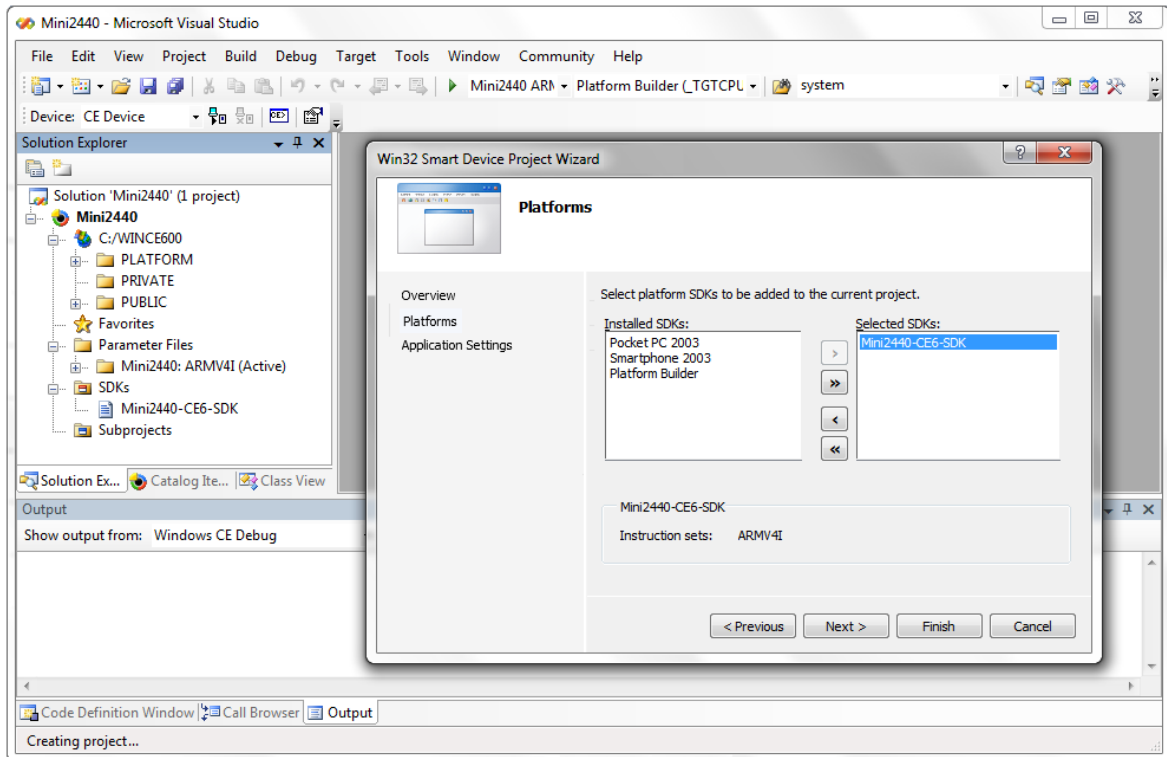 Mini2440 - Microsoft Visual Studio
File Edit View Project Build Debug Target Tools Window Community Help
Mini2440 ARM Platform Builder (_TGTCPU system
Device: CE Device
Solution Explorer
Solution 'Mini2440' (1 project)
Mini2440
C:/WINCE600
PLATFORM
PRIVATE
PUBLIC
Favorites
Parameter Files
Mini2440: ARMV4I (Active)
SDKs
Mini2440-CE6-SDK
Subprojects
Solution Ex... Catalog Ite... Class View
Win32 Smart Device Project Wizard
Platforms
Overview
Platforms
Application Settings
Select platform SDKs to be added to the current project.
Installed SDKs: Selected SDKs:
Pocket PC 2003 Mini2440-CE6-SDK
Smartphone 2003
Platform Builder
Mini2440-CE6-SDK
Instruction sets: ARMV4I
< Previous Next > Finish Cancel
Output
Show output from: Windows CE Debug
Code Definition Window Call Browser Output
Creating project...